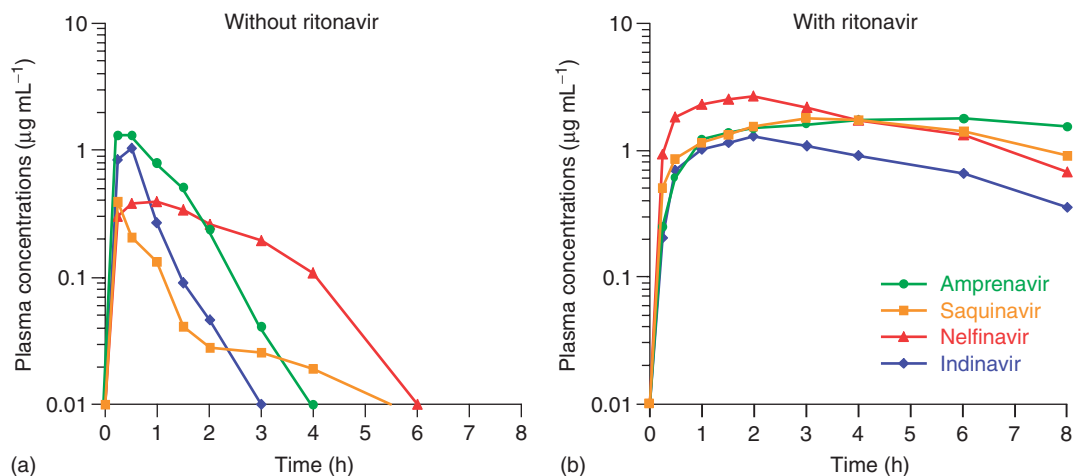 Without ritonavir
Plasma concentrations (μg mL−1)
10
1
0.1
0.01
0 1 2 3 4 5 6 7 8
Time (h)
(a)
With ritonavir
Plasma concentrations (μg mL−1)
10
1
0.1
0.01
Amprenavir
Saquinavir
Nelfinavir
Indinavir
0 1 2 3 4 5 6 7 8
Time (h)
(b)